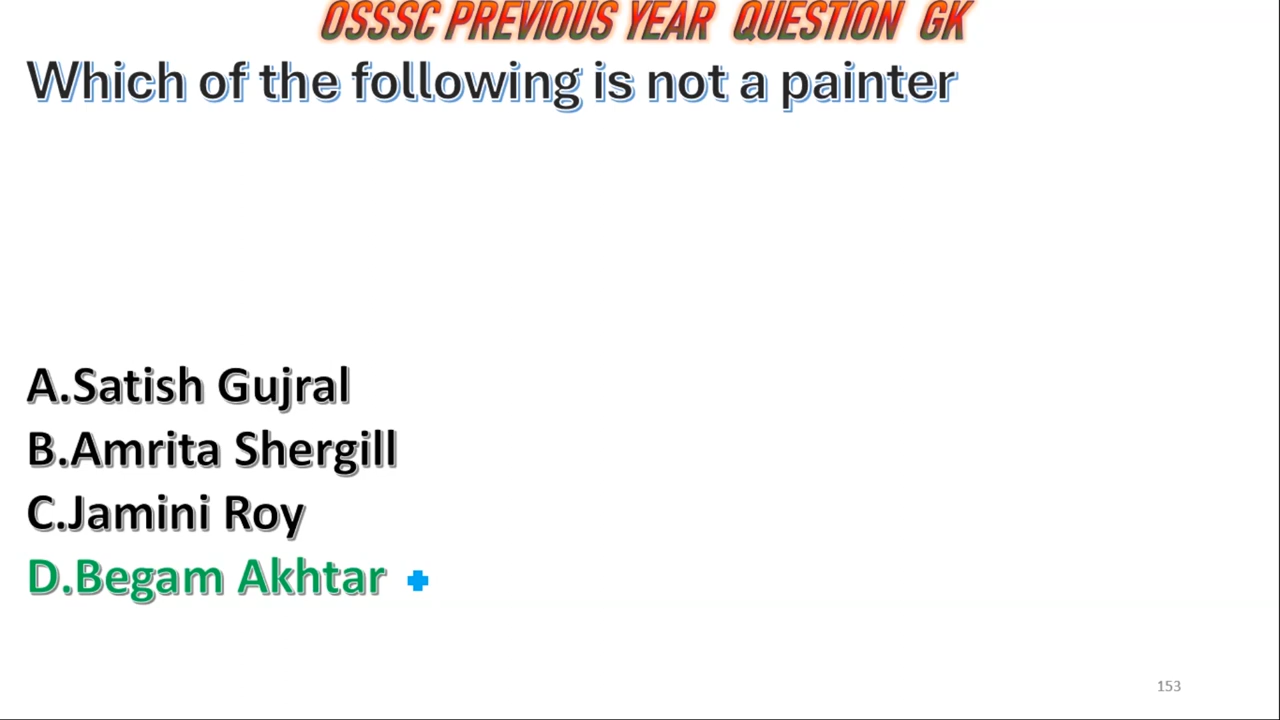 OSSSC PREVIOUS YEAR QUESTION GK
Which of the following is not a painter
A.Satish Gujral
B.Amrita Shergill
C.Jamini Roy
D.Begam Akhtar
153